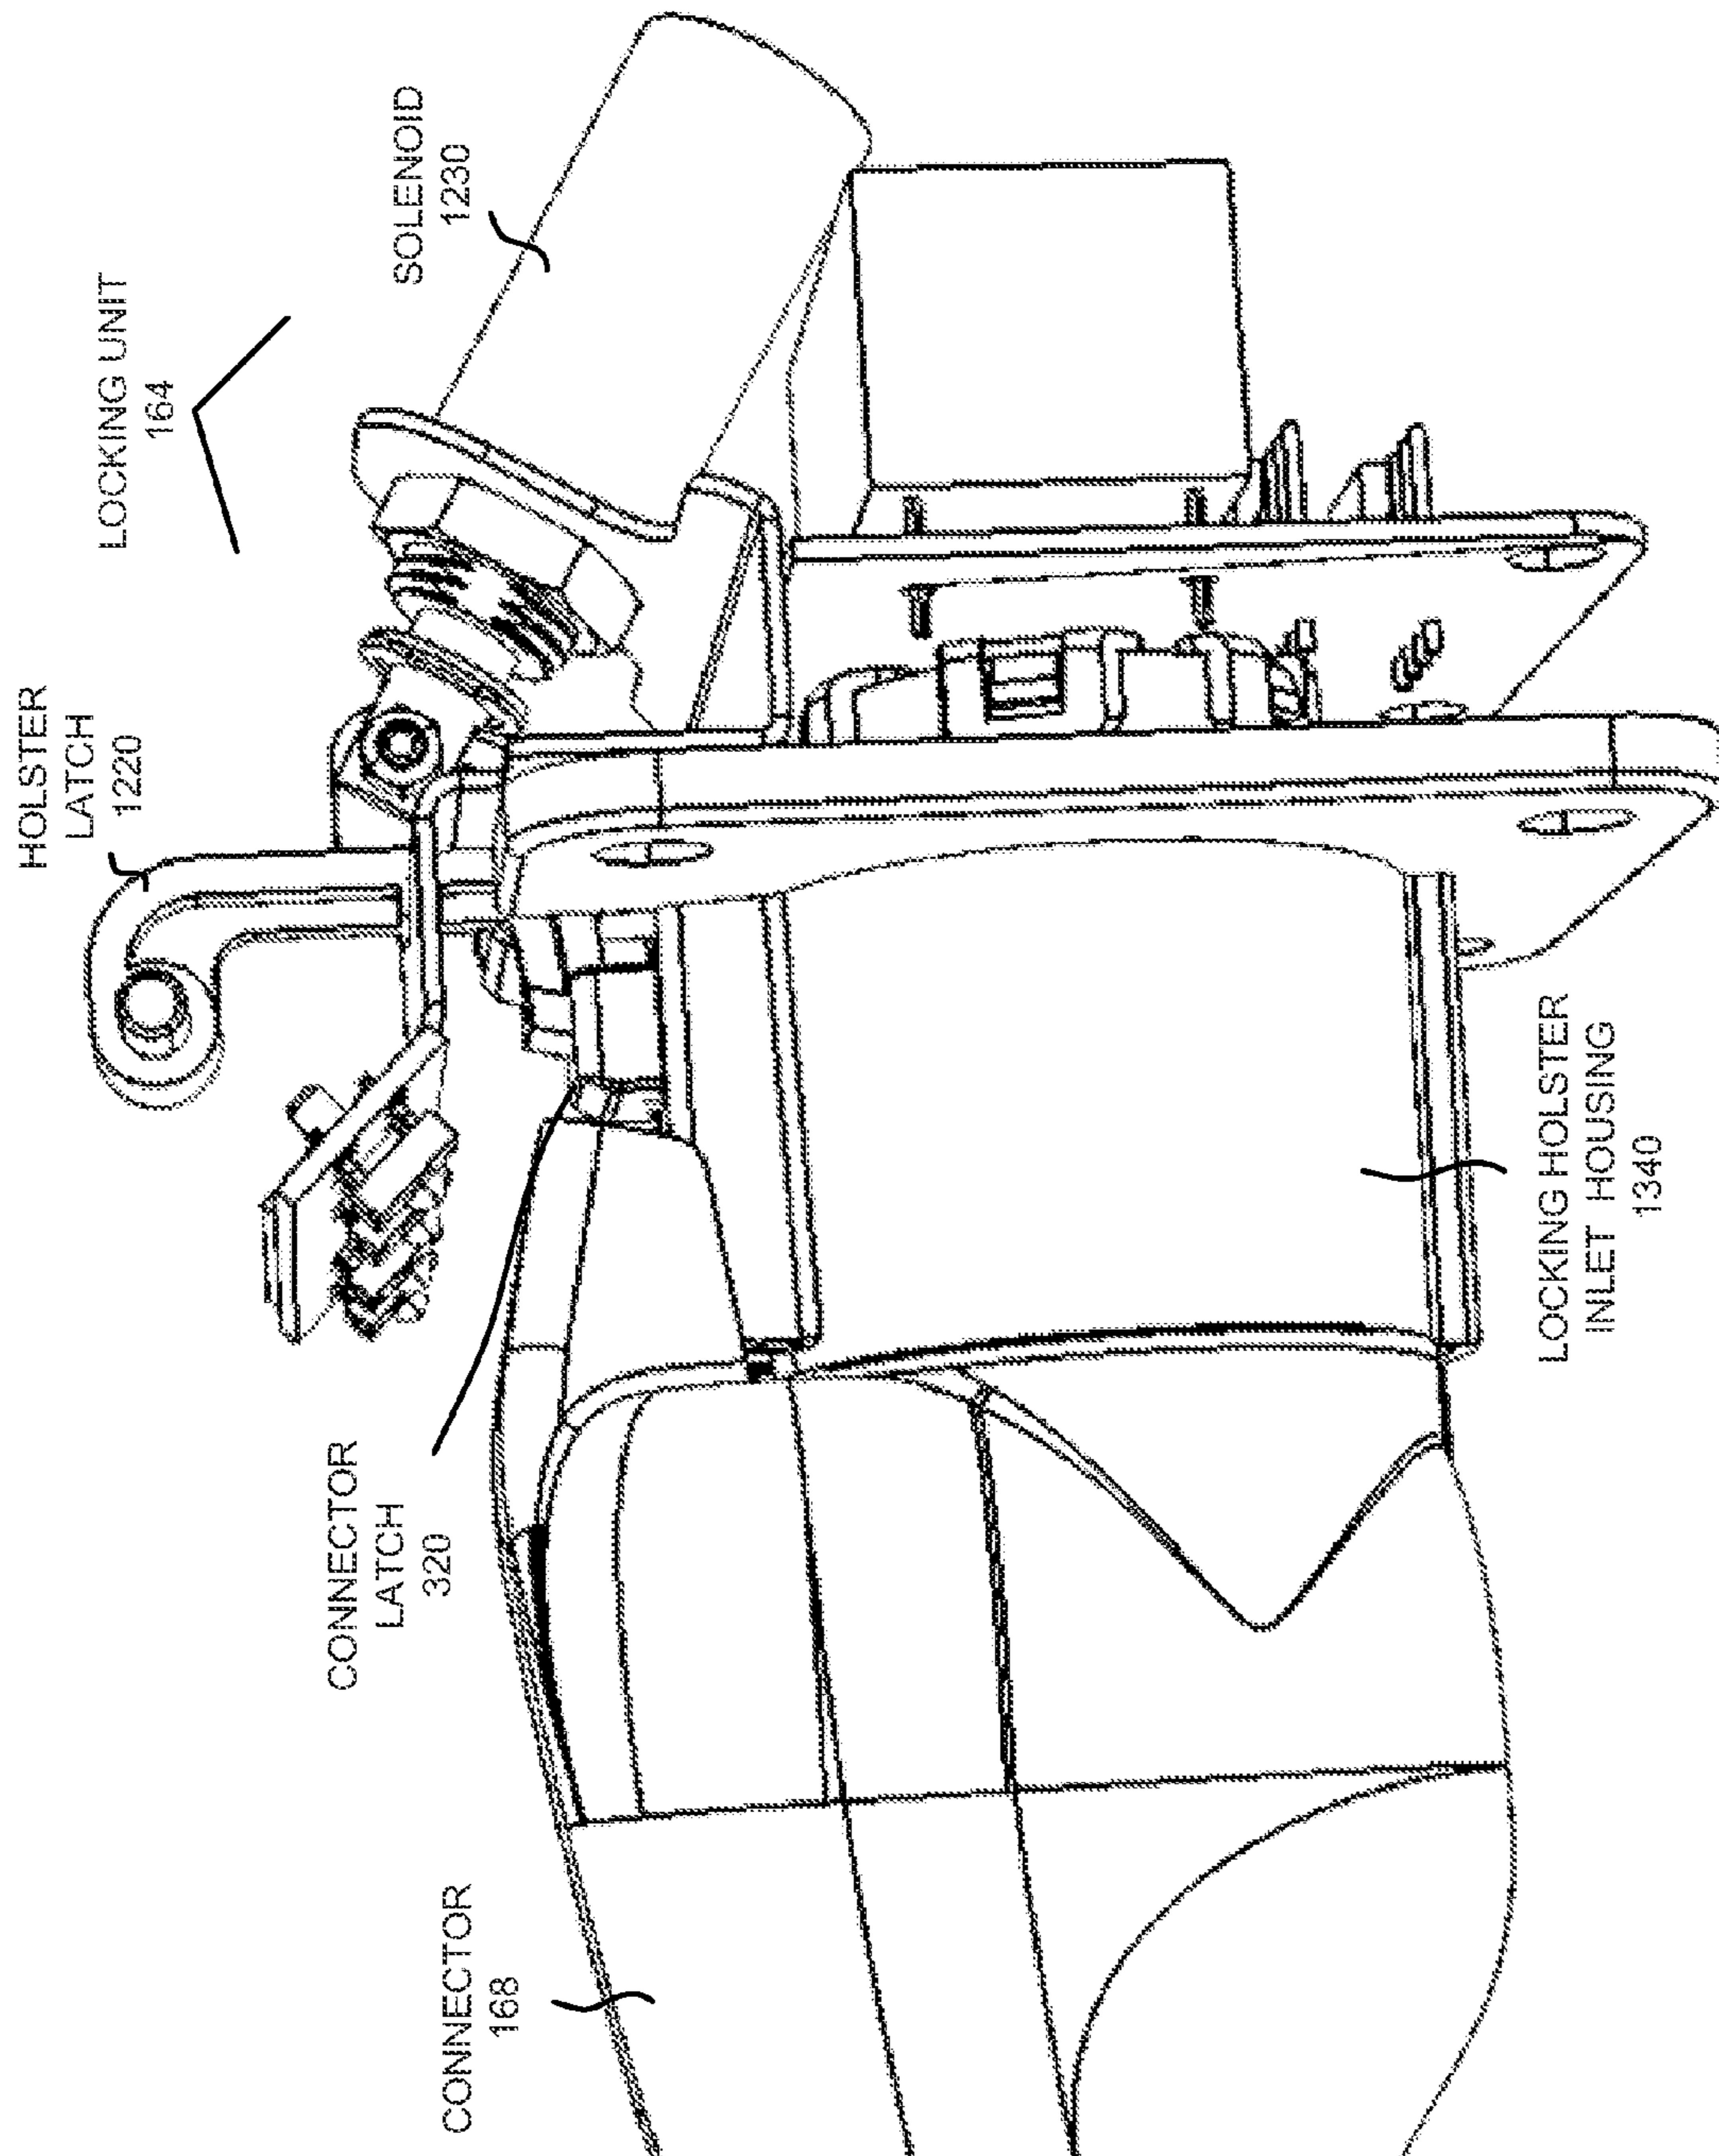 LOCKING UNIT
164
HOLSTER
LATCH
1220
SOLENOID
1230
CONNECTOR
LATCH
320
CONNECTOR
168
LOCKING HOLSTER
INLET HOUSING
1340